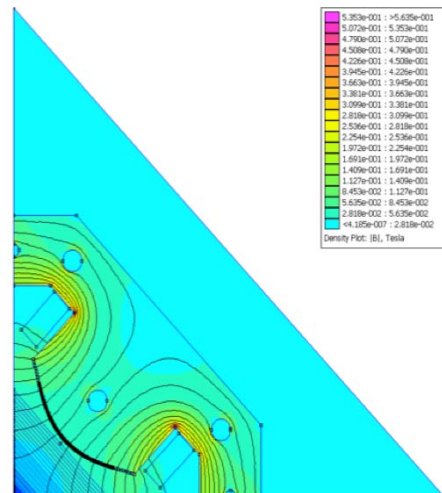 5.353e-001 : >5.635e-001
5.072e-001 : 5.353e-001
4.790e-001 : 5.072e-001
4.508e-001 : 4.790e-001
4.226e-001 : 4.508e-001
3.945e-001 : 4.226e-001
3.663e-001 : 3.945e-001
3.381e-001 : 3.663e-001
3.099e-001 : 3.381e-001
2.818e-001 : 3.099e-001
2.536e-001 : 2.818e-001
2.254e-001 : 2.536e-001
1.972e-001 : 2.254e-001
1.691e-001 : 1.972e-001
1.409e-001 : 1.691e-001
1.127e-001 : 1.409e-001
8.453e-002 : 1.127e-001
5.635e-002 : 8.453e-002
2.818e-002 : 5.635e-002
<4.185e-007 : 2.818e-002
Density Plot: |B|, Tesla